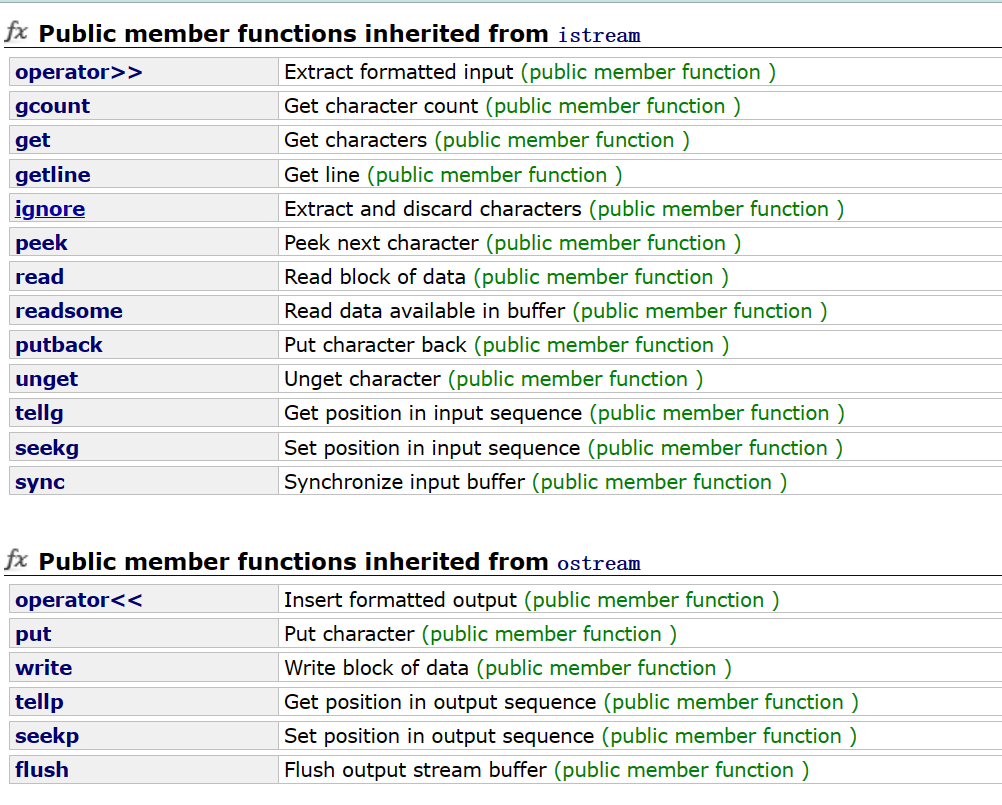 fx Public member functions inherited from istream
operator>> Extract formatted input (public member function )
gcount Get character count (public member function )
get Get characters (public member function )
getline Get line (public member function )
ignore Extract and discard characters (public member function )
peek Peek next character (public member function )
read Read block of data (public member function )
readsome Read data available in buffer (public member function )
putback Put character back (public member function )
unget Unget character (public member function )
tellg Get position in input sequence (public member function )
seekg Set position in input sequence (public member function )
sync Synchronize input buffer (public member function )
fx Public member functions inherited from ostream
operator<< Insert formatted output (public member function )
put Put character (public member function )
write Write block of data (public member function )
tellp Get position in output sequence (public member function )
seekp Set position in output sequence (public member function )
flush Flush output stream buffer (public member function )